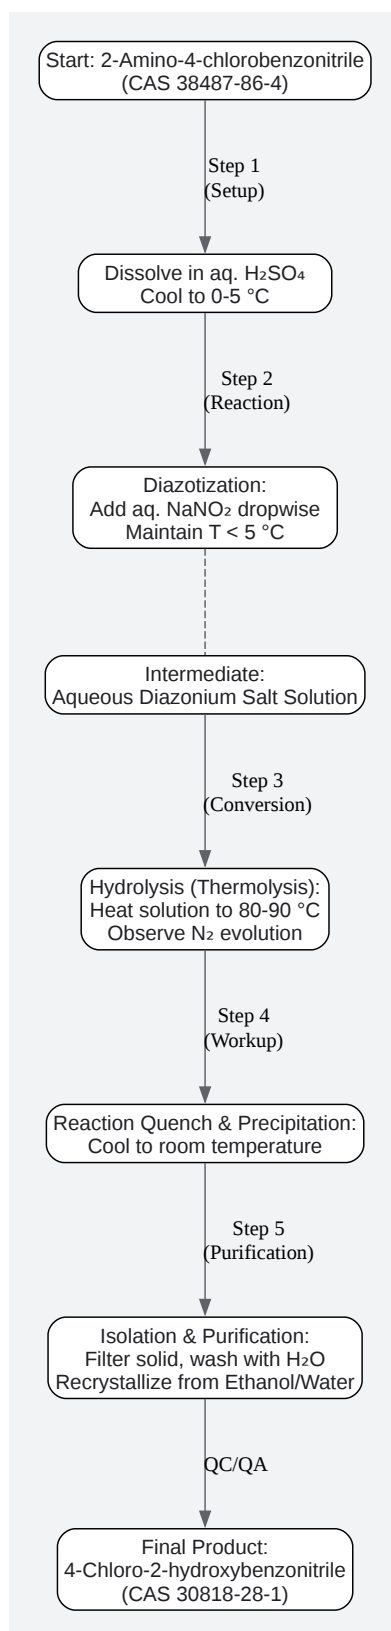 Start: 2-Amino-4-chlorobenzonitrile
(CAS 38487-86-4)
Step 1
(Setup)
Dissolve in aq. H₂SO₄
Cool to 0-5 °C
Step 2
(Reaction)
Diazotization:
Add aq. NaNO₂ dropwise
Maintain T < 5 °C
Intermediate:
Aqueous Diazonium Salt Solution
Step 3
(Conversion)
Hydrolysis (Thermolysis):
Heat solution to 80-90 °C
Observe N₂ evolution
Step 4
(Workup)
Reaction Quench & Precipitation:
Cool to room temperature
Step 5
(Purification)
Isolation & Purification:
Filter solid, wash with H₂O
Recrystallize from Ethanol/Water
QC/QA
Final Product:
4-Chloro-2-hydroxybenzonitrile
(CAS 30818-28-1)